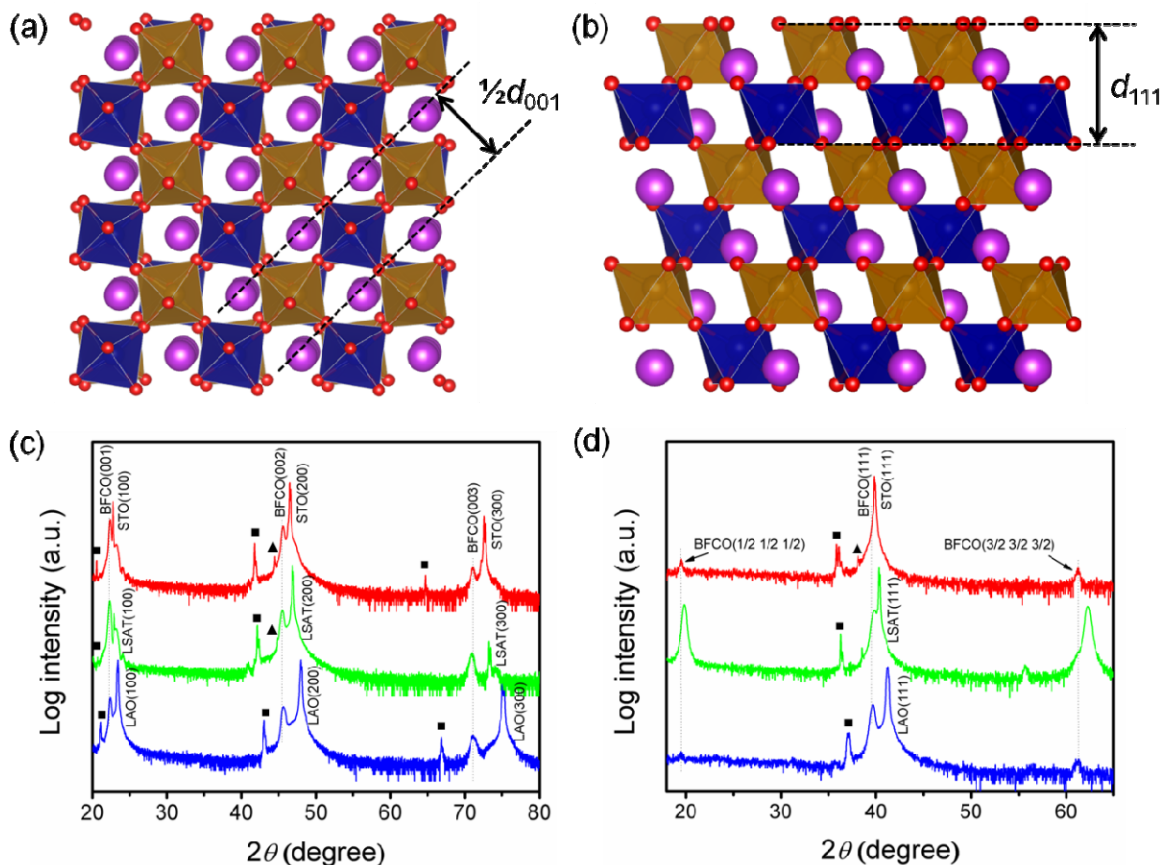 (a)
½d001
(b)
d111
(c)
Log intensity (a.u.)
BFCO(001)
STO(100)
BFCO(002)
STO(200)
BFCO(003)
STO(300)
LSAT(100)
LSAT(200)
LSAT(300)
LAO(100)
LAO(200)
LAO(300)
20 30 40 50 60 70 80
2θ (degree)
(d)
Log intensity (a.u.)
BFCO(1/2 1/2 1/2)
BFCO(111)
STO(111)
BFCO(3/2 3/2 3/2)
LSAT(111)
LAO(111)
20 30 40 50 60
2θ (degree)